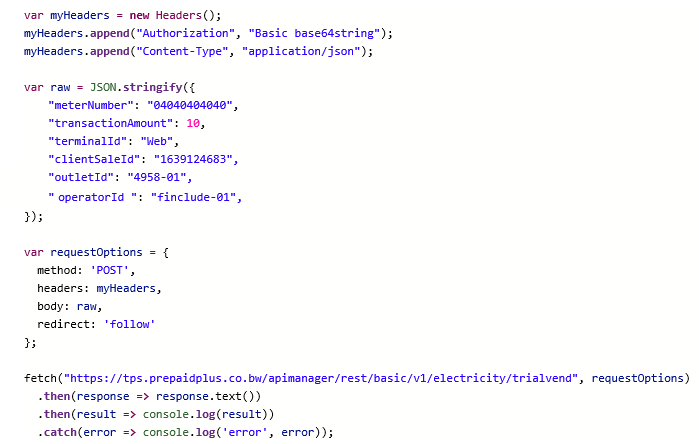 var myHeaders = new Headers();
myHeaders.append("Authorization", "Basic base64string");
myHeaders.append("Content-Type", "application/json");

var raw = JSON.stringify({
    "meterNumber": "04040404040",
    "transactionAmount": 10,
    "terminalId": "Web",
    "clientSaleId": "1639124683",
    "outletId": "4958-01",
    " operatorId ": "finclude-01",
});

var requestOptions = {
  method: 'POST',
  headers: myHeaders,
  body: raw,
  redirect: 'follow'
};

fetch("https://tps.prepaidplus.co.bw/apimanager/rest/basic/v1/electricity/trialvend", requestOptions)
  .then(response => response.text())
  .then(result => console.log(result))
  .catch(error => console.log('error', error));